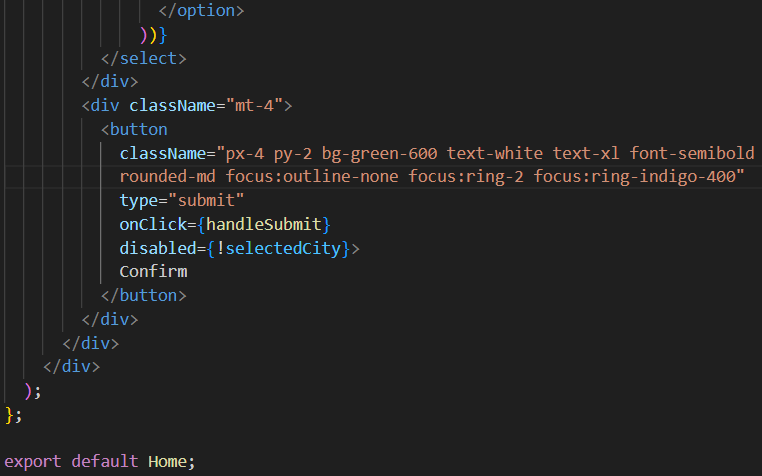 </option>
))}
</select>
</div>
<div className="mt-4">
<button
className="px-4 py-2 bg-green-600 text-white text-xl font-semibold
rounded-md focus:outline-none focus:ring-2 focus:ring-indigo-400"
type="submit"
onClick={handleSubmit}
disabled={!selectedCity}>
Confirm
</button>
</div>
</div>
</div>
);
};
export default Home;